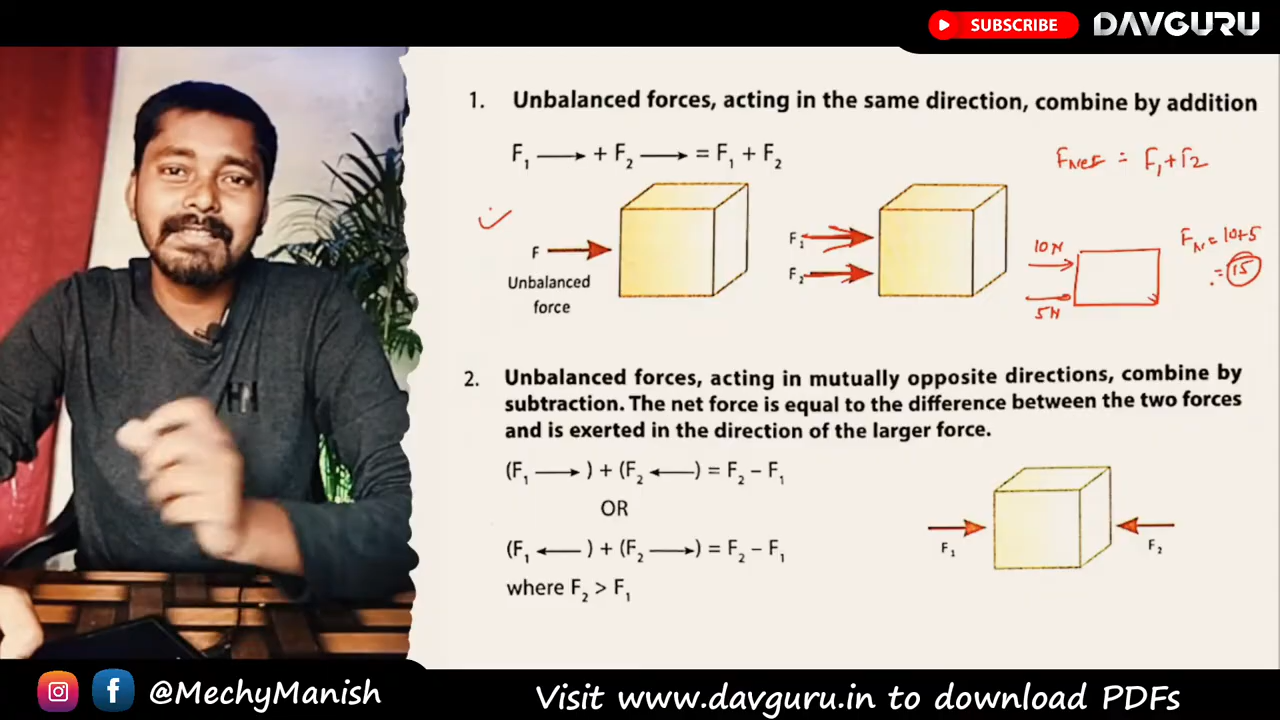 SUBSCRIBE DAVGURU
1. Unbalanced forces, acting in the same direction, combine by addition
F₁ ⟶ + F₂ ⟶ = F₁ + F₂
FNet = F₁+F2
F
Unbalanced
force
F₁
F₂
10N
5N
FN = 10+5
= 15
2. Unbalanced forces, acting in mutually opposite directions, combine by
subtraction. The net force is equal to the difference between the two forces
and is exerted in the direction of the larger force.
(F₁ ⟶ ) + (F₂ ⟵) = F₂ – F₁
OR
(F₁ ⟵ ) + (F₂ ⟶) = F₂ – F₁
where F₂ > F₁
F₁
F₂
@MechyManish
Visit www.davguru.in to download PDFs